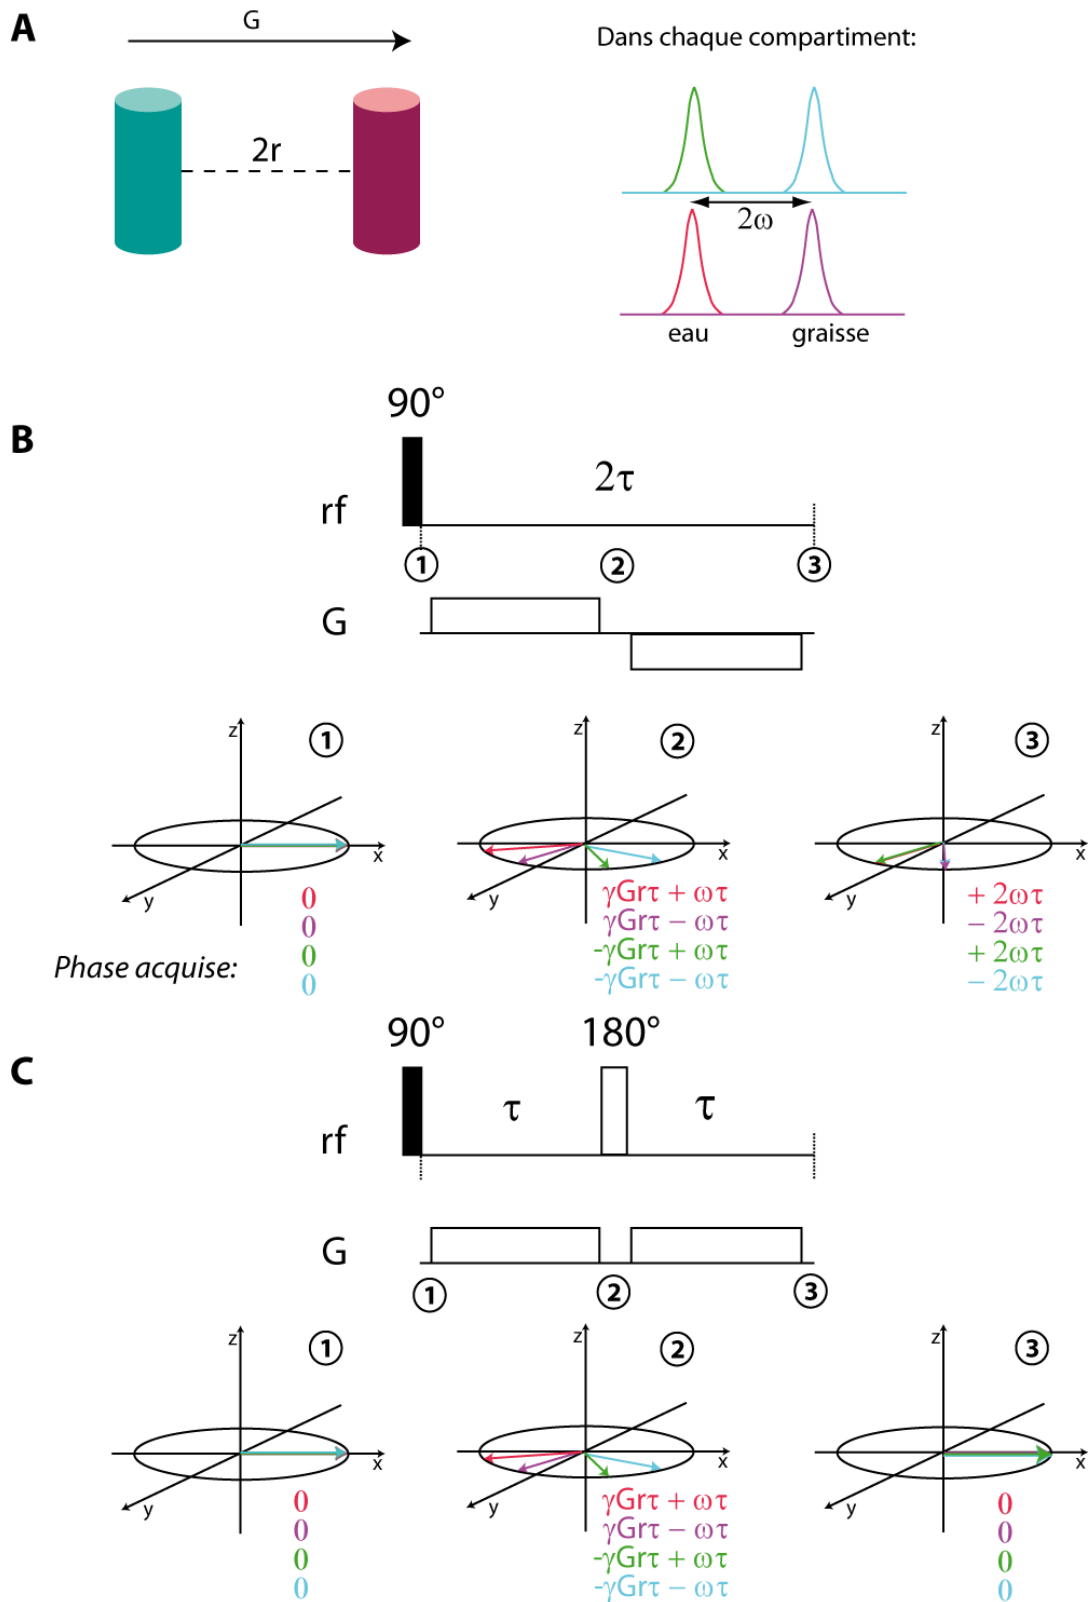 A
G
2r
Dans chaque compartiment:
2ω
eau graisse
B
90°
2τ
rf
1 2 3
G
1 2 3
z z z
x x x
y y y
Phase acquise:
0
0
0
0
γGrτ + ωτ
γGrτ − ωτ
-γGrτ + ωτ
-γGrτ − ωτ
+ 2ωτ
− 2ωτ
+ 2ωτ
− 2ωτ
C
90° 180°
τ τ
rf
G
1 2 3
1 2 3
z z z
x x x
y y y
0
0
0
0
γGrτ + ωτ
γGrτ − ωτ
-γGrτ + ωτ
-γGrτ − ωτ
0
0
0
0